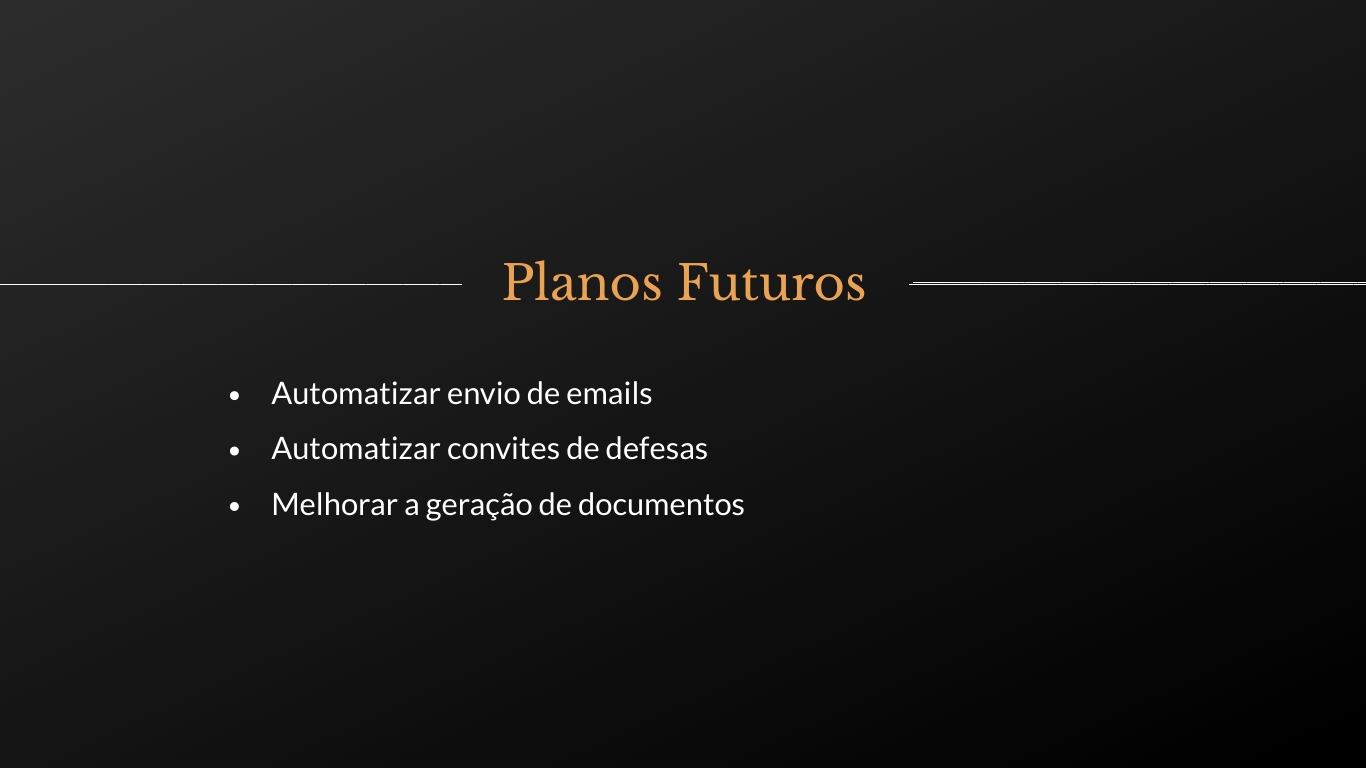 Planos Futuros
• Automatizar envio de emails
• Automatizar convites de defesas
• Melhorar a geração de documentos